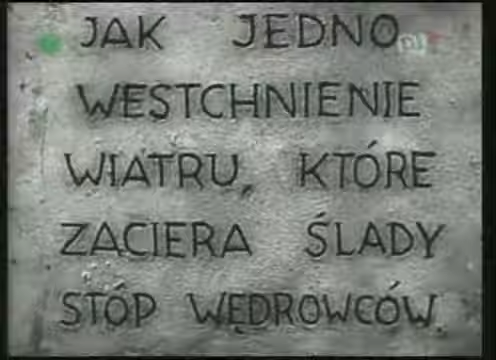 JAK JEDNO
WESTCHNIENIE
WIATRU, KTÓRE
ZACIERA ŚLADY
STÓP WĘDROWCÓW.